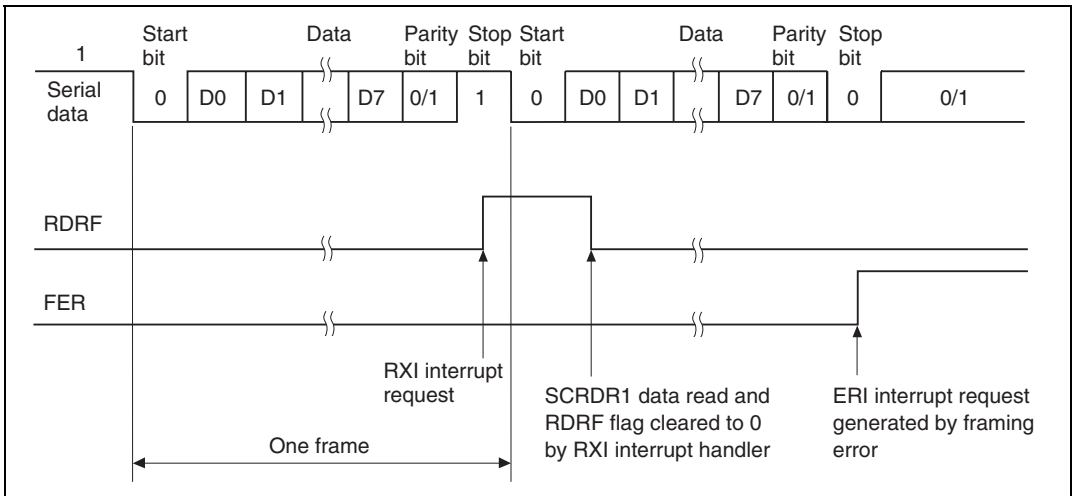 1
Start bit
Data
Parity bit
Stop bit
Start bit
Data
Parity bit
Stop bit
Serial data
0 D0 D1 D7 0/1 1 0 D0 D1 D7 0/1 0 0/1
RDRF
FER
RXI interrupt
request
SCRDR1 data read and
RDRF flag cleared to 0
by RXI interrupt handler
ERI interrupt request
generated by framing
error
One frame